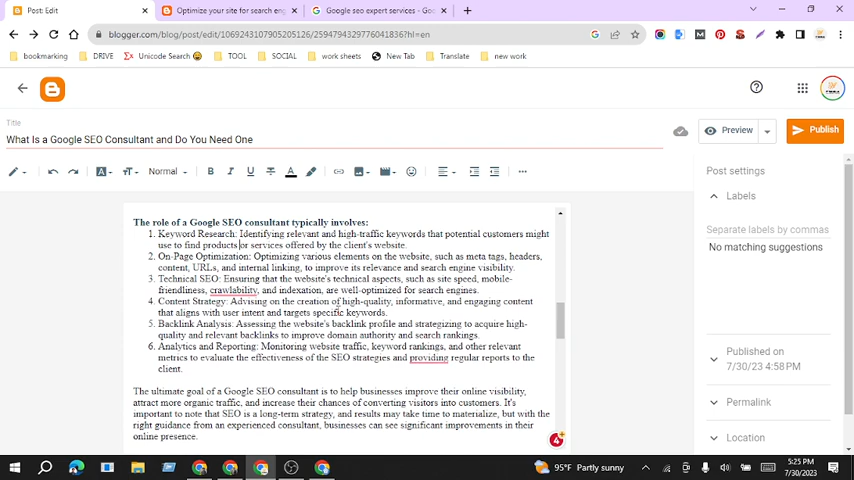 Post: Edit
Optimize your site for search eng
Google seo expert services - Goo
blogger.com/blog/post/edit/1069243107905205126/2594794329776041836?hl=en
bookmarking
DRIVE
Unicode Search
TOOL
SOCIAL
work sheets
New Tab
Translate
new work
Title
What Is a Google SEO Consultant and Do You Need One
Preview
Publish
Normal
Post settings
Labels
Separate labels by commas
No matching suggestions
Published on
7/30/23 4:58 PM
Permalink
Location
The role of a Google SEO consultant typically involves:
1. Keyword Research: Identifying relevant and high-traffic keywords that potential customers might
use to find products or services offered by the client's website.
2. On-Page Optimization: Optimizing various elements on the website, such as meta tags, headers,
content, URLs, and internal linking, to improve its relevance and search engine visibility.
3. Technical SEO: Ensuring that the website's technical aspects, such as site speed, mobile-
friendliness, crawlability, and indexation, are well-optimized for search engines.
4. Content Strategy: Advising on the creation of high-quality, informative, and engaging content
that aligns with user intent and targets specific keywords.
5. Backlink Analysis: Assessing the website's backlink profile and strategizing to acquire high-
quality and relevant backlinks to improve domain authority and search rankings.
6. Analytics and Reporting: Monitoring website traffic, keyword rankings, and other relevant
metrics to evaluate the effectiveness of the SEO strategies and providing regular reports to the
client.
The ultimate goal of a Google SEO consultant is to help businesses improve their online visibility,
attract more organic traffic, and increase their chances of converting visitors into customers. It's
important to note that SEO is a long-term strategy, and results may take time to materialize, but with the
right guidance from an experienced consultant, businesses can see significant improvements in their
online presence.
4
95°F Partly sunny
5:25 PM
7/30/2023